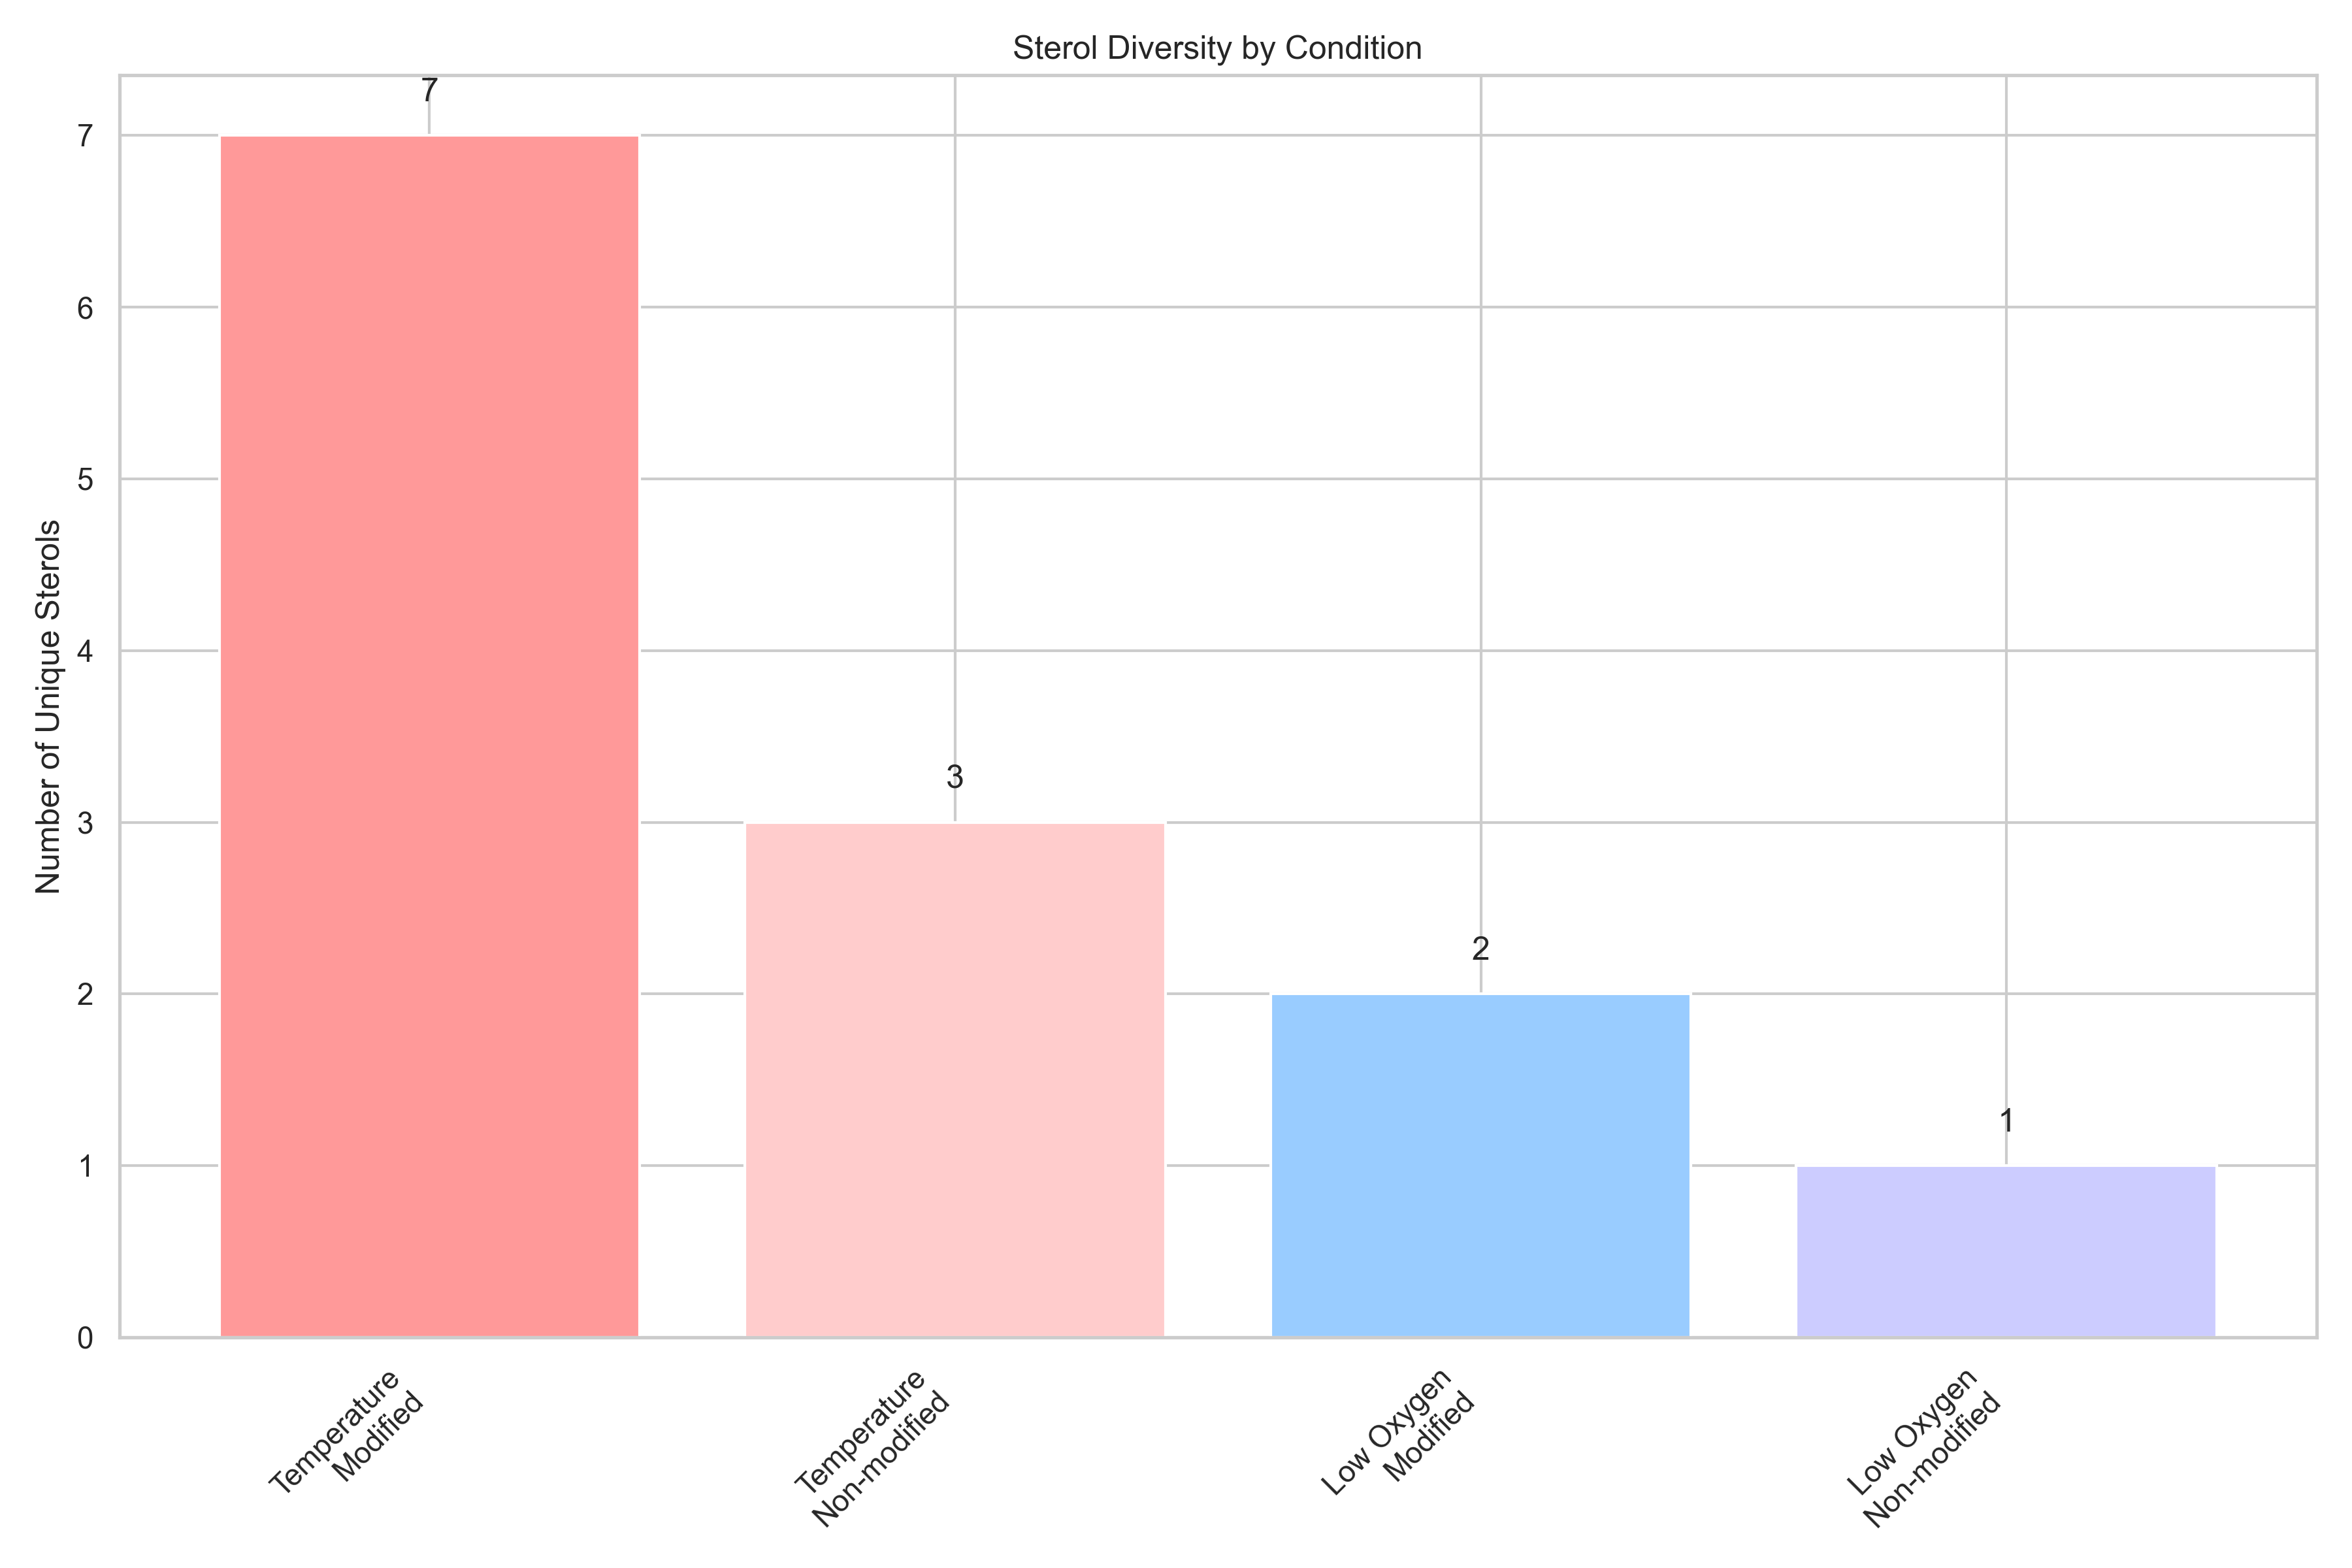 Sterol Diversity by Condition
Number of Unique Sterols
7
6
5
4
3
2
1
0
7
3
2
1
Temperature
Modified
Temperature
Non-modified
Low Oxygen
Modified
Low Oxygen
Non-modified